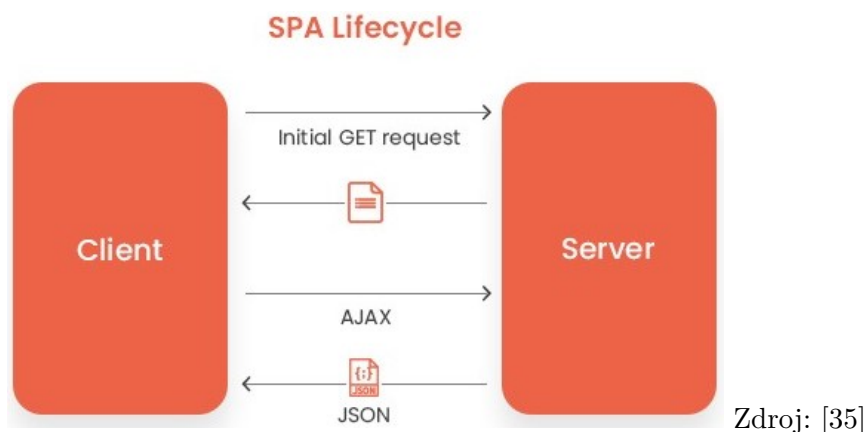 SPA Lifecycle
Initial GET request
Client
Server
AJAX
{;}
JSON
JSON
Zdroj: [35]